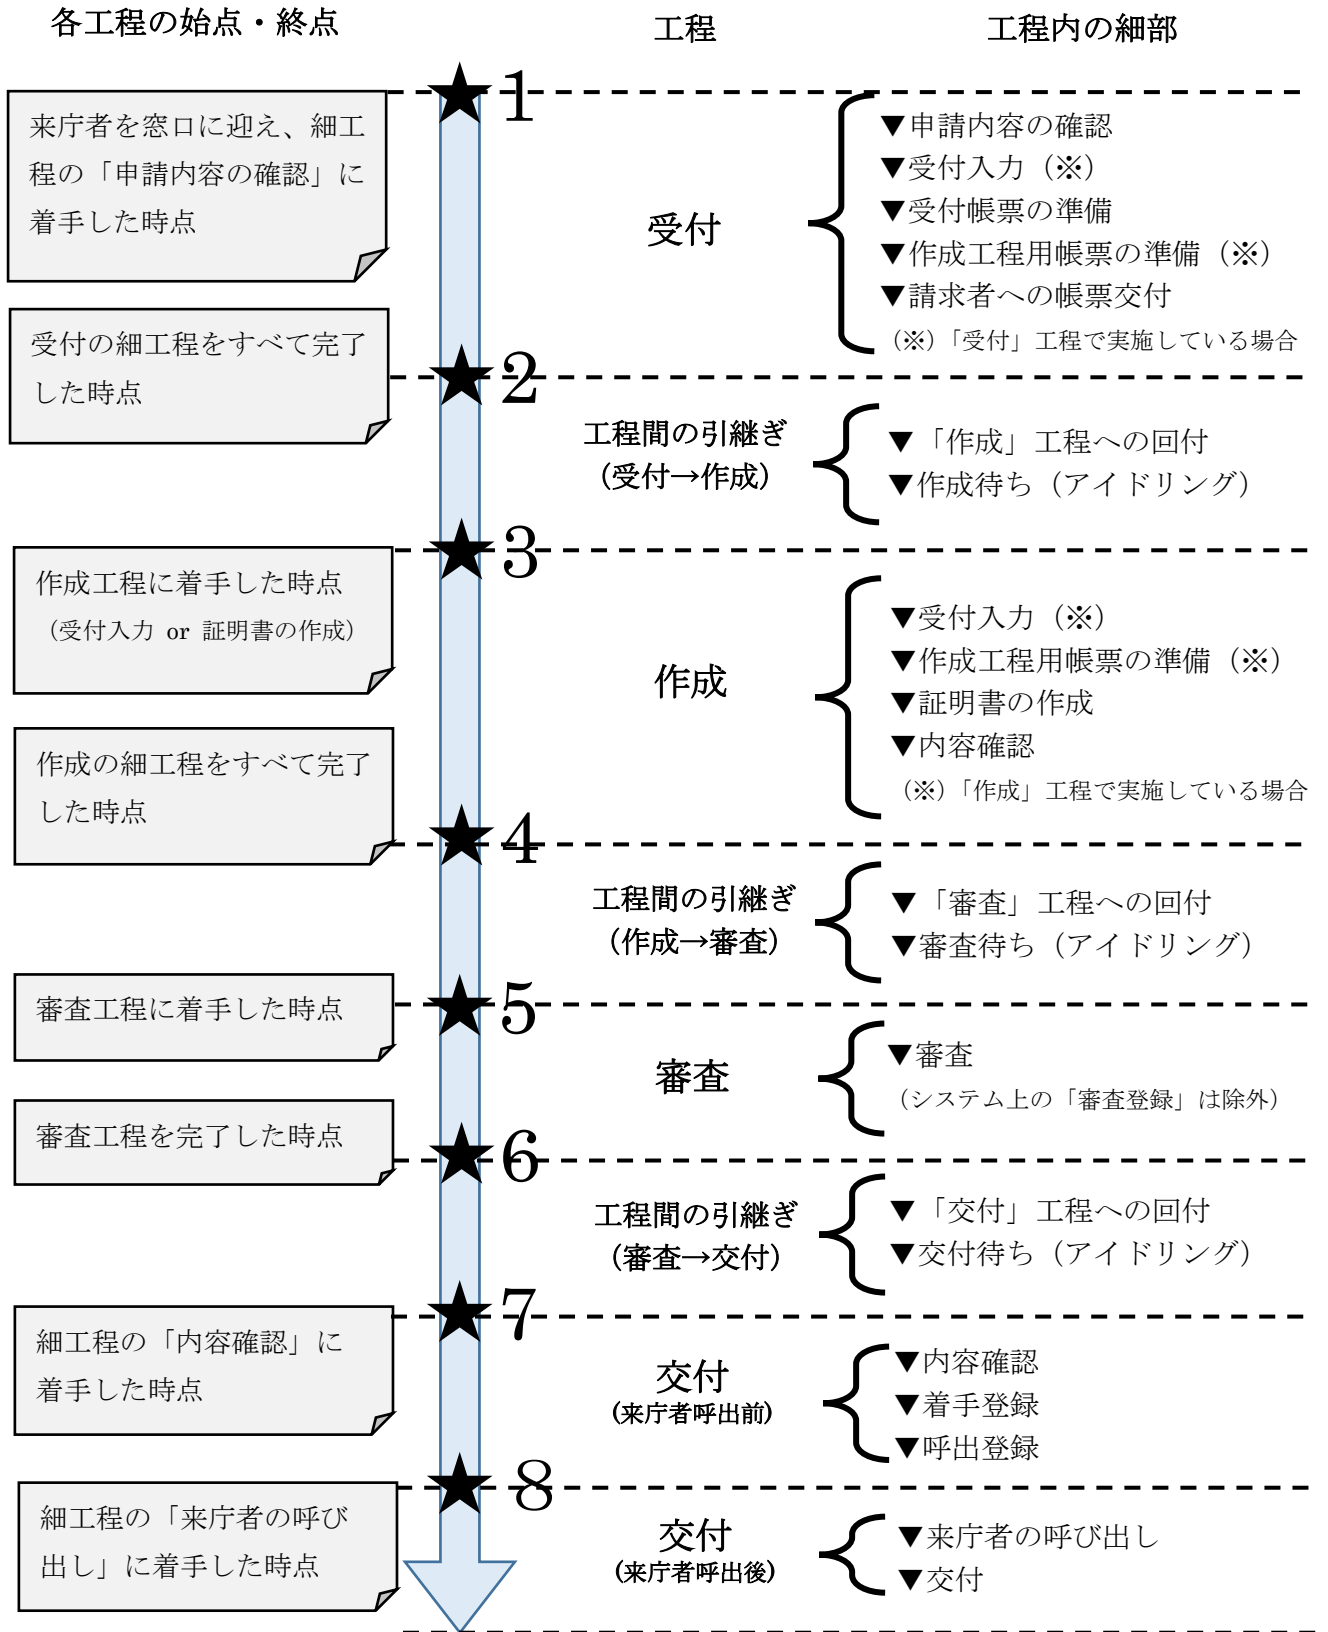 各工程の始点・終点
工程
工程内の細部
1
来庁者を窓口に迎え、細工
程の「申請内容の確認」に
着手した時点
受付
▼申請内容の確認
▼受付入力（※）
▼受付帳票の準備
▼作成工程用帳票の準備（※）
▼請求者への帳票交付
（※）「受付」工程で実施している場合
2
受付の細工程をすべて完了
した時点
工程間の引継ぎ
（受付→作成）
▼「作成」工程への回付
▼作成待ち（アイドリング）
3
作成工程に着手した時点
（受付入力 or 証明書の作成）
作成
▼受付入力（※）
▼作成工程用帳票の準備（※）
▼証明書の作成
▼内容確認
（※）「作成」工程で実施している場合
4
作成の細工程をすべて完了
した時点
工程間の引継ぎ
（作成→審査）
▼「審査」工程への回付
▼審査待ち（アイドリング）
5
審査工程に着手した時点
審査
▼審査
（システム上の「審査登録」は除外）
6
審査工程を完了した時点
工程間の引継ぎ
（審査→交付）
▼「交付」工程への回付
▼交付待ち（アイドリング）
7
細工程の「内容確認」に
着手した時点
交付
（来庁者呼出前）
▼内容確認
▼着手登録
▼呼出登録
8
細工程の「来庁者の呼び
出し」に着手した時点
交付
（来庁者呼出後）
▼来庁者の呼び出し
▼交付